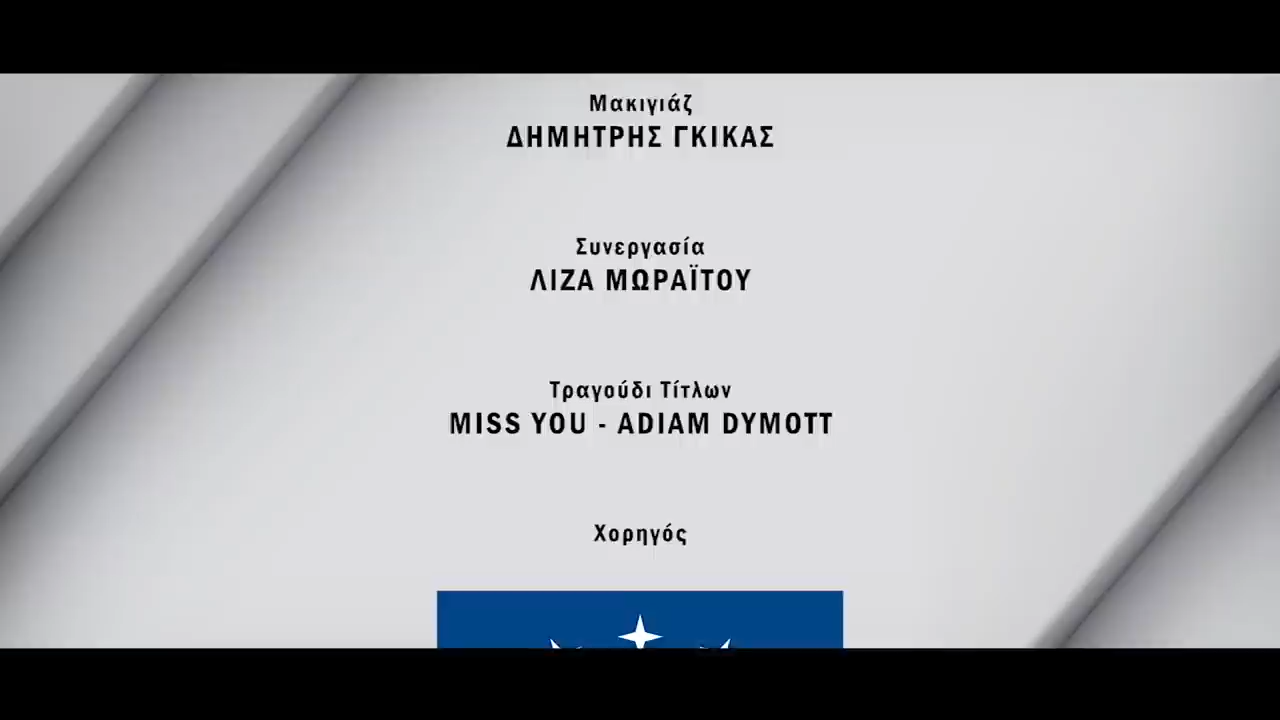 Μακιγιάζ
ΔΗΜΗΤΡΗΣ ΓΚΙΚΑΣ
Συνεργασία
ΛΙΖΑ ΜΩΡΑΪΤΟΥ
Τραγούδι Τίτλων
MISS YOU - ADIAM DYMOTT
Χορηγός